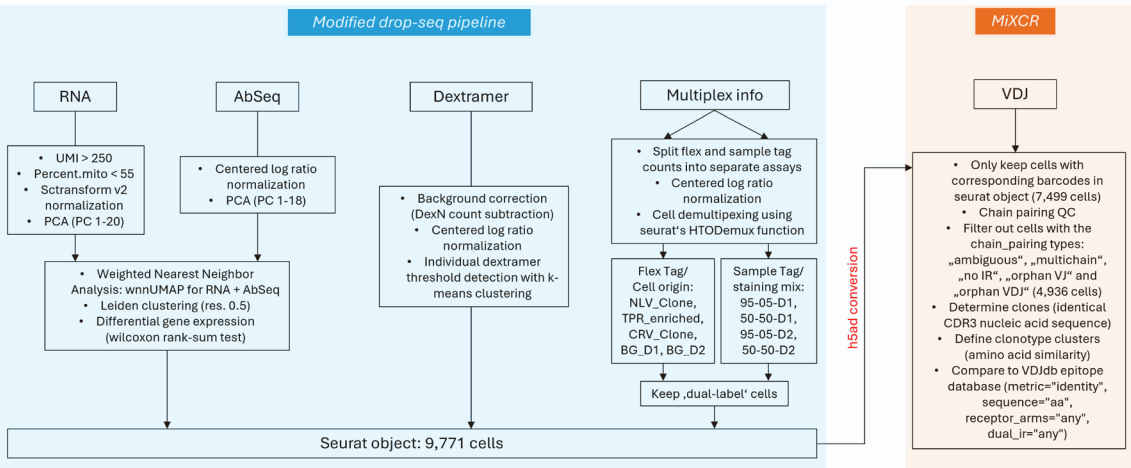 Modified drop-seq pipeline
MiXCR
RNA
AbSeq
Dextramer
Multiplex info
VDJ
• UMI > 250
• Percent.mito < 55
• Sctransform v2
normalization
• PCA (PC 1-20)
• Centered log ratio
normalization
• PCA (PC 1-18)
• Weighted Nearest Neighbor
Analysis: wnnUMAP for RNA + AbSeq
• Leiden clustering (res. 0.5)
• Differential gene expression
(wilcoxon rank-sum test)
• Background correction
(DexN count subtraction)
• Centered log ratio
normalization
• Individual dextramer
threshold detection with k-
means clustering
• Split flex and sample tag
counts into separate assays
• Centered log ratio
normalization
• Cell demultipexing using
seurat‘s HTODemux function
Flex Tag/
Cell origin:
NLV_Clone,
TPR_enriched,
CRV_Clone,
BG_D1, BG_D2
Sample Tag/
staining mix:
95-05-D1,
50-50-D1,
95-05-D2,
50-50-D2
Keep ‚dual-label‘ cells
Seurat object: 9,771 cells
h5ad conversion
• Only keep cells with
corresponding barcodes in
seurat object (7,499 cells)
• Chain pairing QC
• Filter out cells with the
chain_pairing types:
„ambiguous“, „multichain“,
„no IR“, „orphan VJ“ and
„orphan VDJ“ (4,936 cells)
• Determine clones (identical
CDR3 nucleic acid sequence)
• Define clonotype clusters
(amino acid similarity)
• Compare to VDJdb epitope
database (metric="identity",
sequence="aa",
receptor_arms="any",
dual_ir="any")